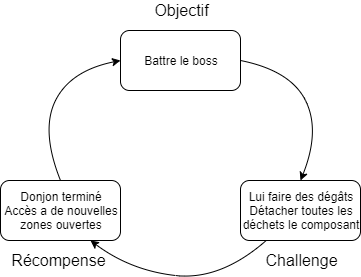 Objectif
Battre le boss
Donjon terminé
Accès a de nouvelles
zones ouvertes
Récompense
Lui faire des dégâts
Détacher toutes les
déchets le composant
Challenge